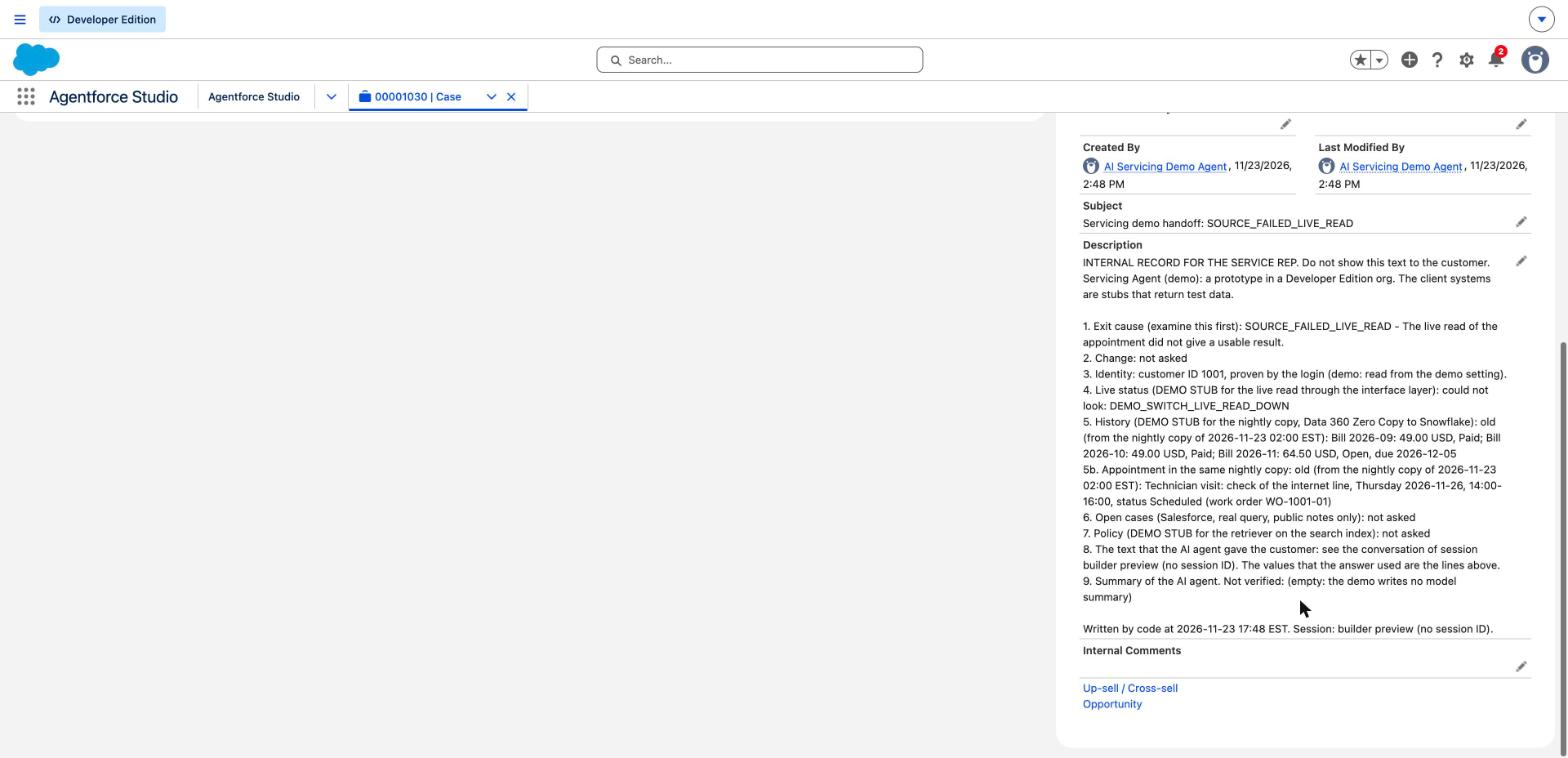 Developer Edition
Search...
2
Agentforce Studio
Agentforce Studio
00001030 | Case
Created By
AI Servicing Demo Agent, 11/23/2026,
2:48 PM
Last Modified By
AI Servicing Demo Agent, 11/23/2026,
2:48 PM
Subject
Servicing demo handoff: SOURCE_FAILED_LIVE_READ
Description
INTERNAL RECORD FOR THE SERVICE REP. Do not show this text to the customer.
Servicing Agent (demo): a prototype in a Developer Edition org. The client systems
are stubs that return test data.
1. Exit cause (examine this first): SOURCE_FAILED_LIVE_READ - The live read of the
appointment did not give a usable result.
2. Change: not asked
3. Identity: customer ID 1001, proven by the login (demo: read from the demo setting).
4. Live status (DEMO STUB for the live read through the interface layer): could not
look: DEMO_SWITCH_LIVE_READ_DOWN
5. History (DEMO STUB for the nightly copy, Data 360 Zero Copy to Snowflake): old
(from the nightly copy of 2026-11-23 02:00 EST): Bill 2026-09: 49.00 USD, Paid; Bill
2026-10: 49.00 USD, Paid; Bill 2026-11: 64.50 USD, Open, due 2026-12-05
5b. Appointment in the same nightly copy: old (from the nightly copy of 2026-11-23
02:00 EST): Technician visit: check of the internet line, Thursday 2026-11-26, 14:00-
16:00, status Scheduled (work order WO-1001-01)
6. Open cases (Salesforce, real query, public notes only): not asked
7. Policy (DEMO STUB for the retriever on the search index): not asked
8. The text that the AI agent gave the customer: see the conversation of session
builder preview (no session ID). The values that the answer used are the lines above.
9. Summary of the AI agent. Not verified: (empty: the demo writes no model
summary)
Written by code at 2026-11-23 17:48 EST. Session: builder preview (no session ID).
Internal Comments
Up-sell / Cross-sell
Opportunity